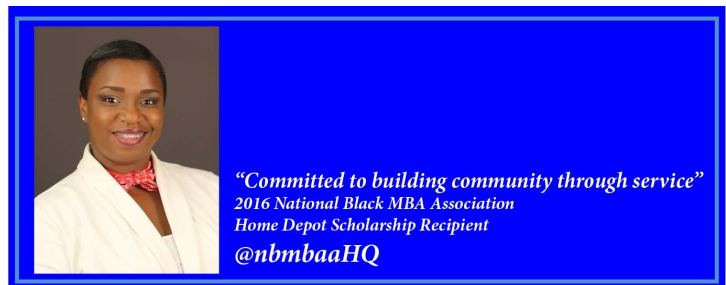 “Committed to building community through service”
2016 National Black MBA Association
Home Depot Scholarship Recipient
@nbmbaaHQ